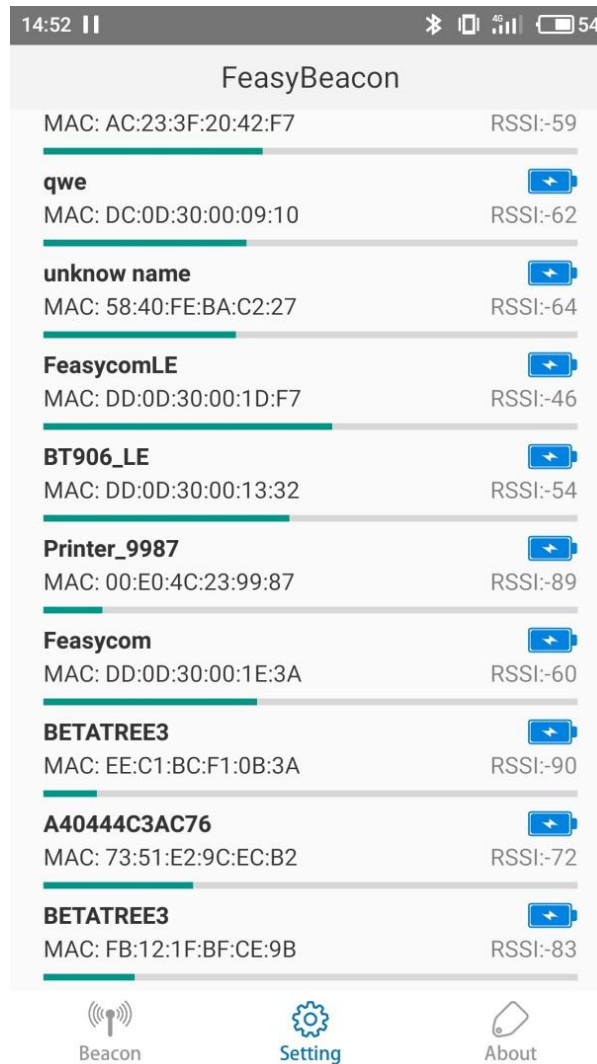 14:52
4G
54
FeasyBeacon
MAC: AC:23:3F:20:42:F7 RSSI:-59
qwe
MAC: DC:0D:30:00:09:10 RSSI:-62
unknow name
MAC: 58:40:FE:BA:C2:27 RSSI:-64
FeasycomLE
MAC: DD:0D:30:00:1D:F7 RSSI:-46
BT906_LE
MAC: DD:0D:30:00:13:32 RSSI:-54
Printer_9987
MAC: 00:E0:4C:23:99:87 RSSI:-89
Feasycom
MAC: DD:0D:30:00:1E:3A RSSI:-60
BETATREE3
MAC: EE:C1:BC:F1:0B:3A RSSI:-90
A40444C3AC76
MAC: 73:51:E2:9C:EC:B2 RSSI:-72
BETATREE3
MAC: FB:12:1F:BF:CE:9B RSSI:-83
Beacon Setting About